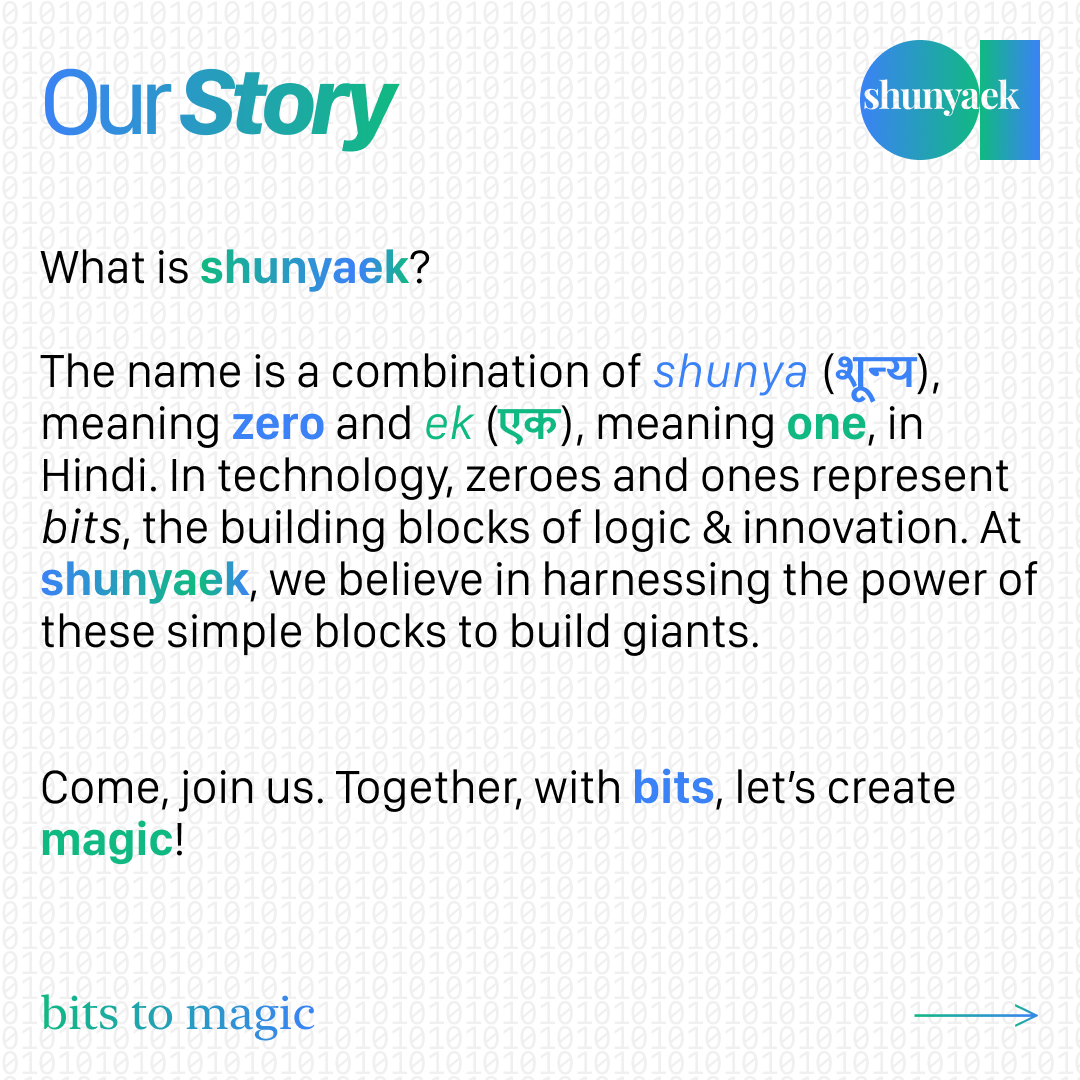 Our Story
shunyaek
What is shunyaek?
The name is a combination of shunya (शून्य),
meaning zero and ek (एक), meaning one, in
Hindi. In technology, zeroes and ones represent
bits, the building blocks of logic & innovation. At
shunyaek, we believe in harnessing the power of
these simple blocks to build giants.
Come, join us. Together, with bits, let’s create
magic!
bits to magic